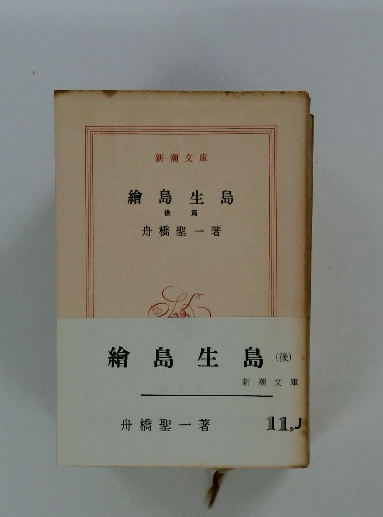 新潮文庫
繪島生島
後篇
舟橋聖一著
繪島生島(後)
新潮文庫
舟橋聖一著
11.J